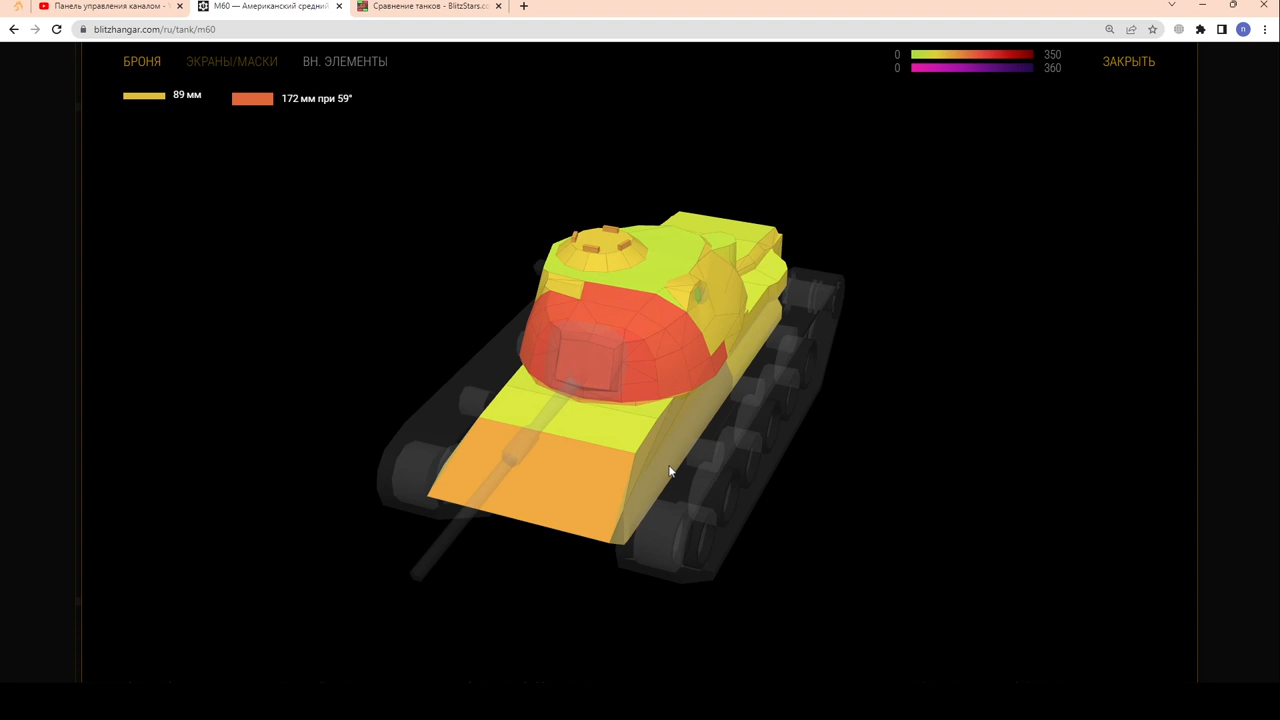 Панель управления каналом -
M60 — Американский средний
Сравнение танков - BlitzStars.co
blitzhangar.com/ru/tank/m60
n
БРОНЯ
ЭКРАНЫ/МАСКИ
ВН. ЭЛЕМЕНТЫ
0 350
0 360
ЗАКРЫТЬ
89 мм
172 мм при 59°